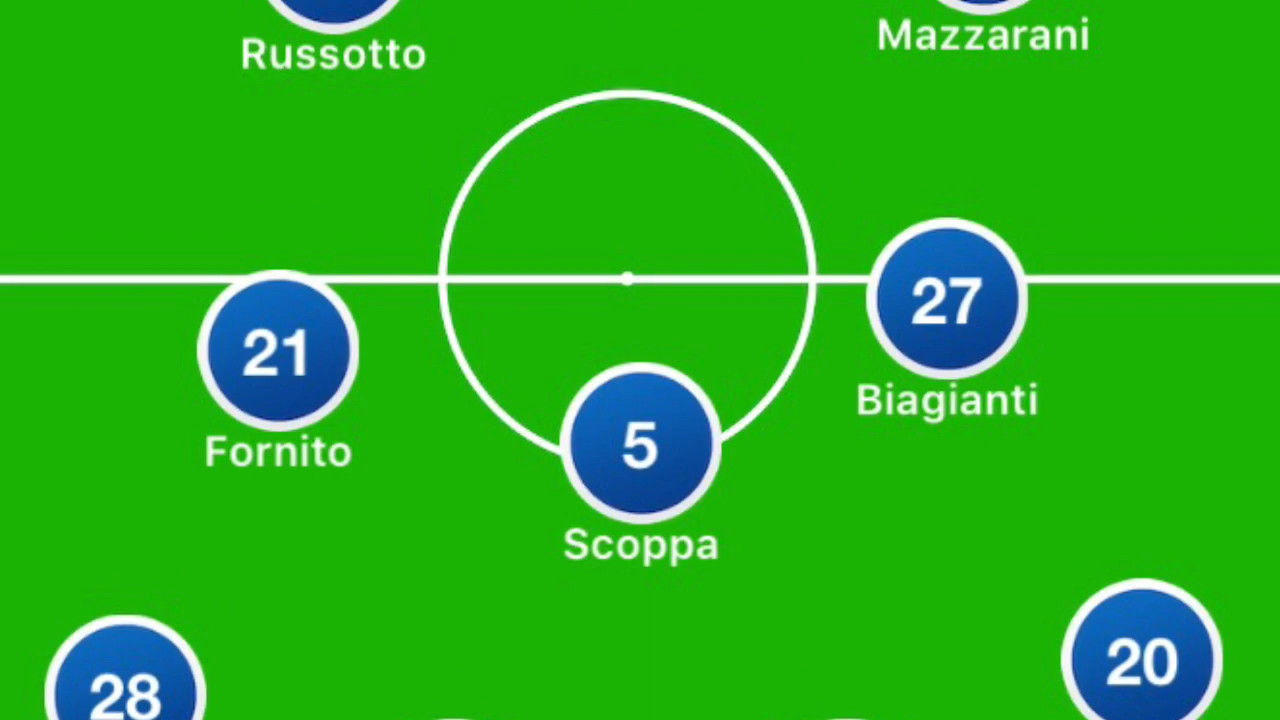 Russotto
Mazzarani
27
Biagianti
21
Fornito
5
Scoppa
20
28